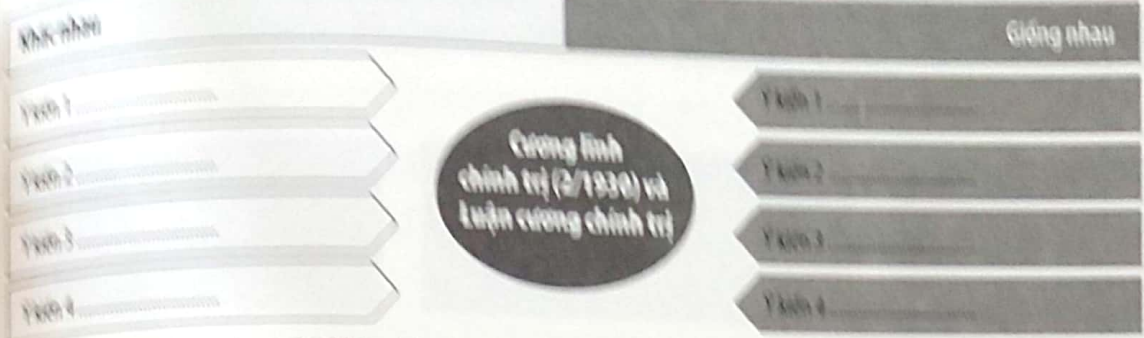 Khác nhau
Giống nhau
Ý kiến 1
Ý kiến 2
Ý kiến 3
Ý kiến 4
Cương lĩnh
chính trị (2/1930) và
Luận cương chính trị
Ý kiến 1
Ý kiến 2
Ý kiến 3
Ý kiến 4